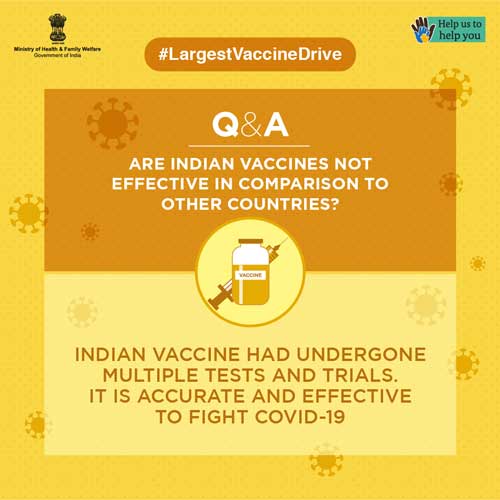 Ministry of Health & Family Welfare
Government of India
#LargestVaccineDrive
Help us to
help you
Q&A
ARE INDIAN VACCINES NOT
EFFECTIVE IN COMPARISON TO
OTHER COUNTRIES?
VACCINE
INDIAN VACCINE HAD UNDERGONE
MULTIPLE TESTS AND TRIALS.
IT IS ACCURATE AND EFFECTIVE
TO FIGHT COVID-19